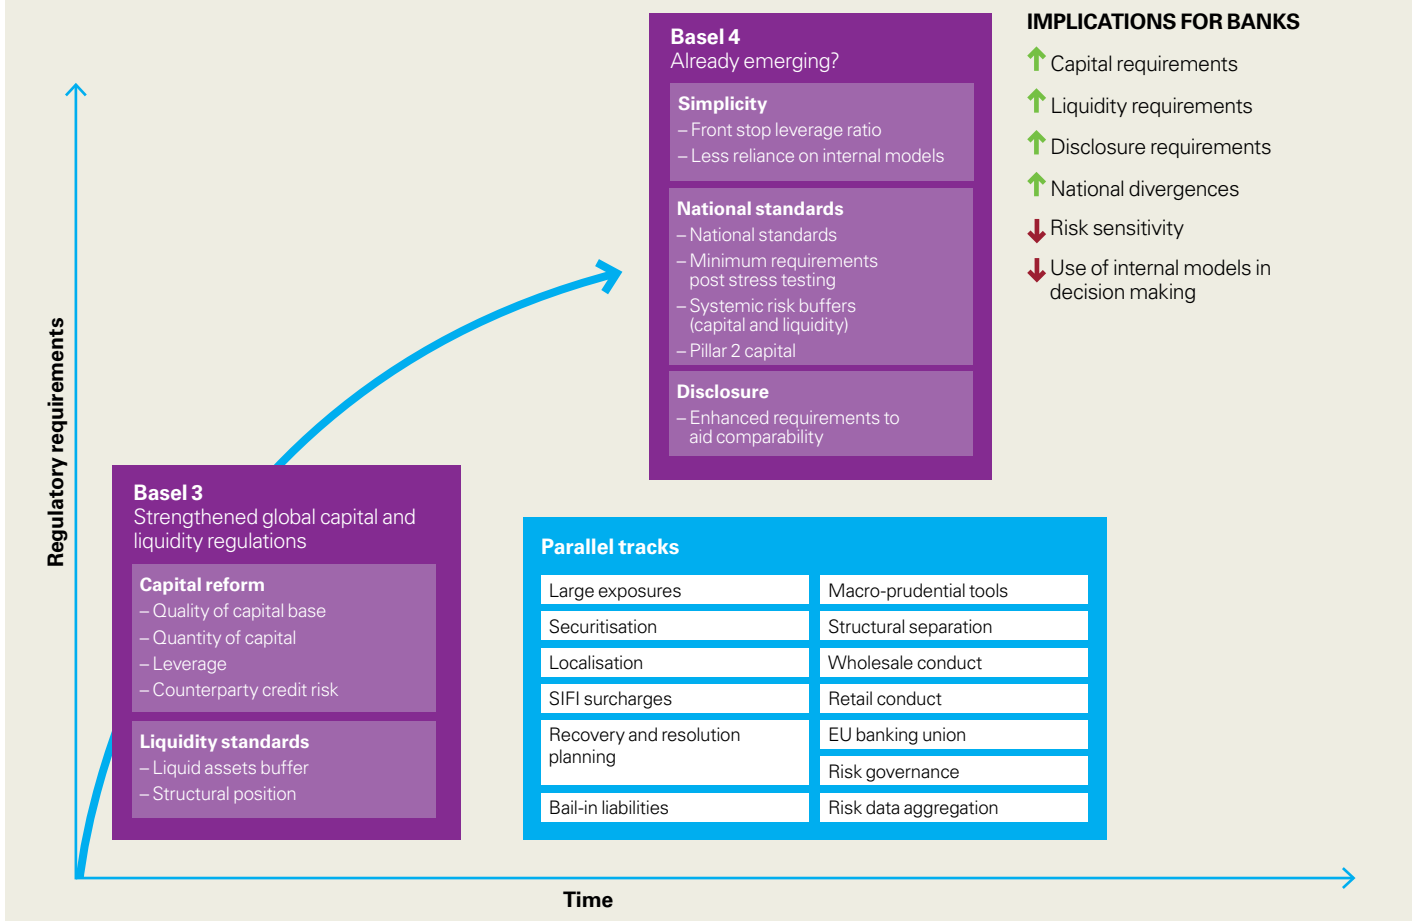 Basel 4
Already emerging?
Simplicity
– Front stop leverage ratio
– Less reliance on internal models
National standards
– National standards
– Minimum requirements
post stress testing
– Systemic risk buffers
(capital and liquidity)
– Pillar 2 capital
Disclosure
– Enhanced requirements to
aid comparability
IMPLICATIONS FOR BANKS
Capital requirements
Liquidity requirements
Disclosure requirements
National divergences
Risk sensitivity
Use of internal models in
decision making
Regulatory requirements
Basel 3
Strengthened global capital and
liquidity regulations
Capital reform
– Quality of capital base
– Quantity of capital
– Leverage
– Counterparty credit risk
Liquidity standards
– Liquid assets buffer
– Structural position
Parallel tracks
Large exposures
Securitisation
Localisation
SIFI surcharges
Recovery and resolution
planning
Bail-in liabilities
Macro-prudential tools
Structural separation
Wholesale conduct
Retail conduct
EU banking union
Risk governance
Risk data aggregation
Time